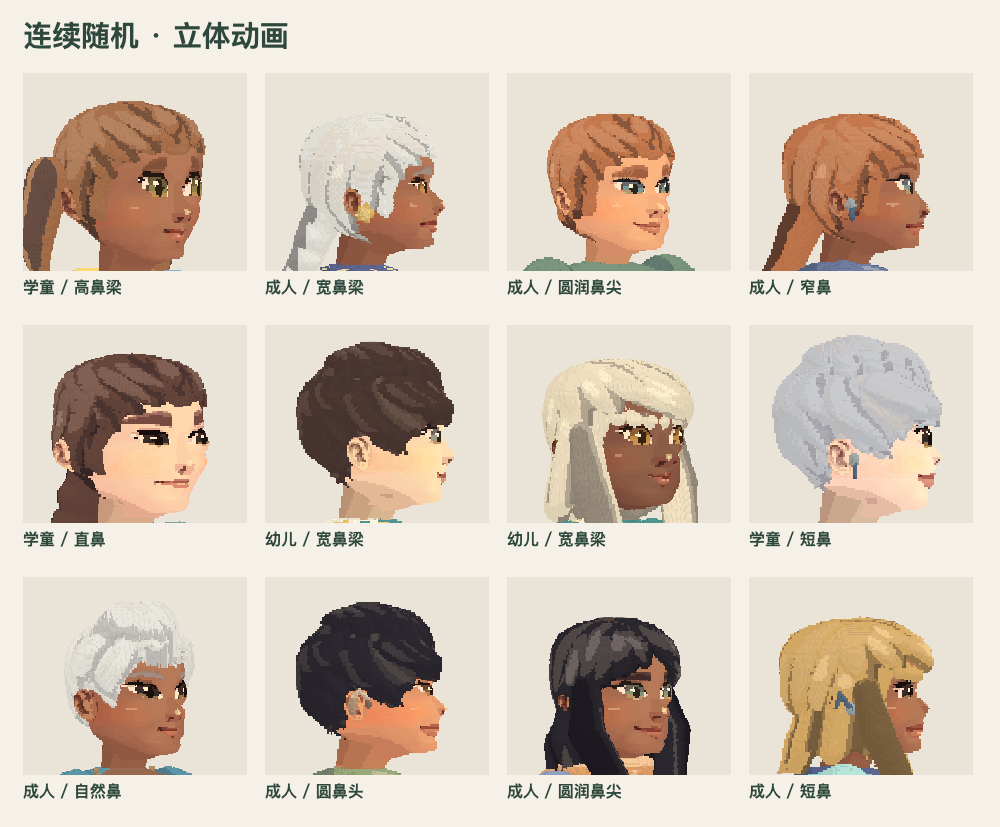 连续随机 · 立体动画
学童 / 高鼻梁
成人 / 宽鼻梁
成人 / 圆润鼻尖
成人 / 窄鼻
学童 / 直鼻
幼儿 / 宽鼻梁
幼儿 / 宽鼻梁
学童 / 短鼻
成人 / 自然鼻
成人 / 圆鼻头
成人 / 圆润鼻尖
成人 / 短鼻